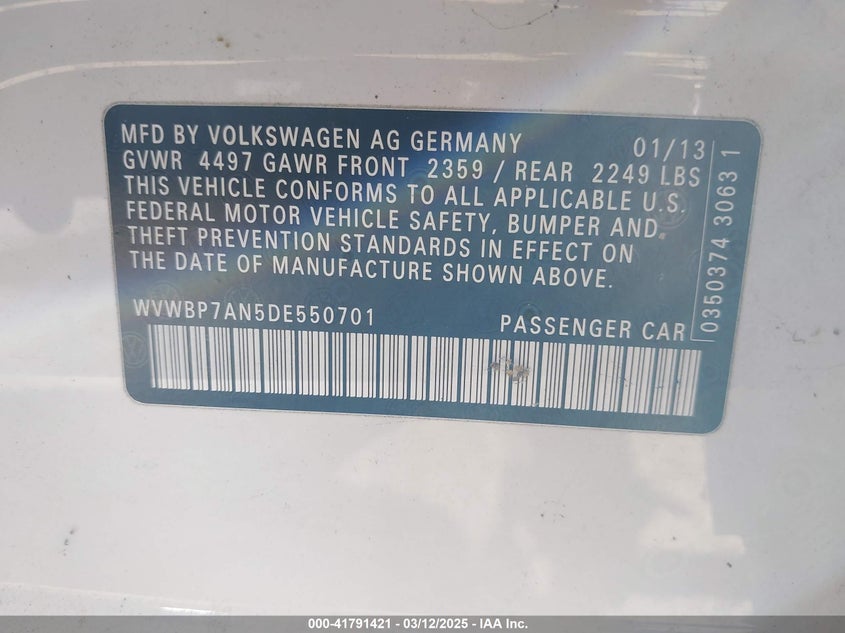 MFD BY VOLKSWAGEN AG GERMANY 01/13
GVWR 4497 GAWR FRONT 2359 / REAR 2249 LBS
THIS VEHICLE CONFORMS TO ALL APPLICABLE U.S.
FEDERAL MOTOR VEHICLE SAFETY, BUMPER AND
THEFT PREVENTION STANDARDS IN EFFECT ON
THE DATE OF MANUFACTURE SHOWN ABOVE.
WVWBP7AN5DE550701 PASSENGER CAR
0350374 3063 1
000-41791421 - 03/12/2025 - IAA Inc.